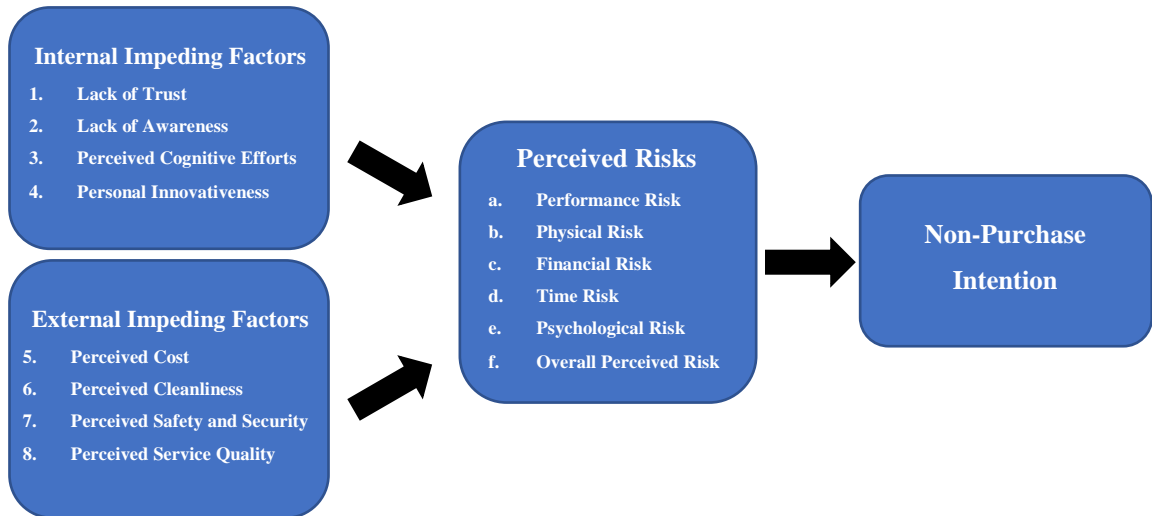 Internal Impeding Factors
1. Lack of Trust
2. Lack of Awareness
3. Perceived Cognitive Efforts
4. Personal Innovativeness
External Impeding Factors
5. Perceived Cost
6. Perceived Cleanliness
7. Perceived Safety and Security
8. Perceived Service Quality
Perceived Risks
a. Performance Risk
b. Physical Risk
c. Financial Risk
d. Time Risk
e. Psychological Risk
f. Overall Perceived Risk
Non-Purchase
Intention